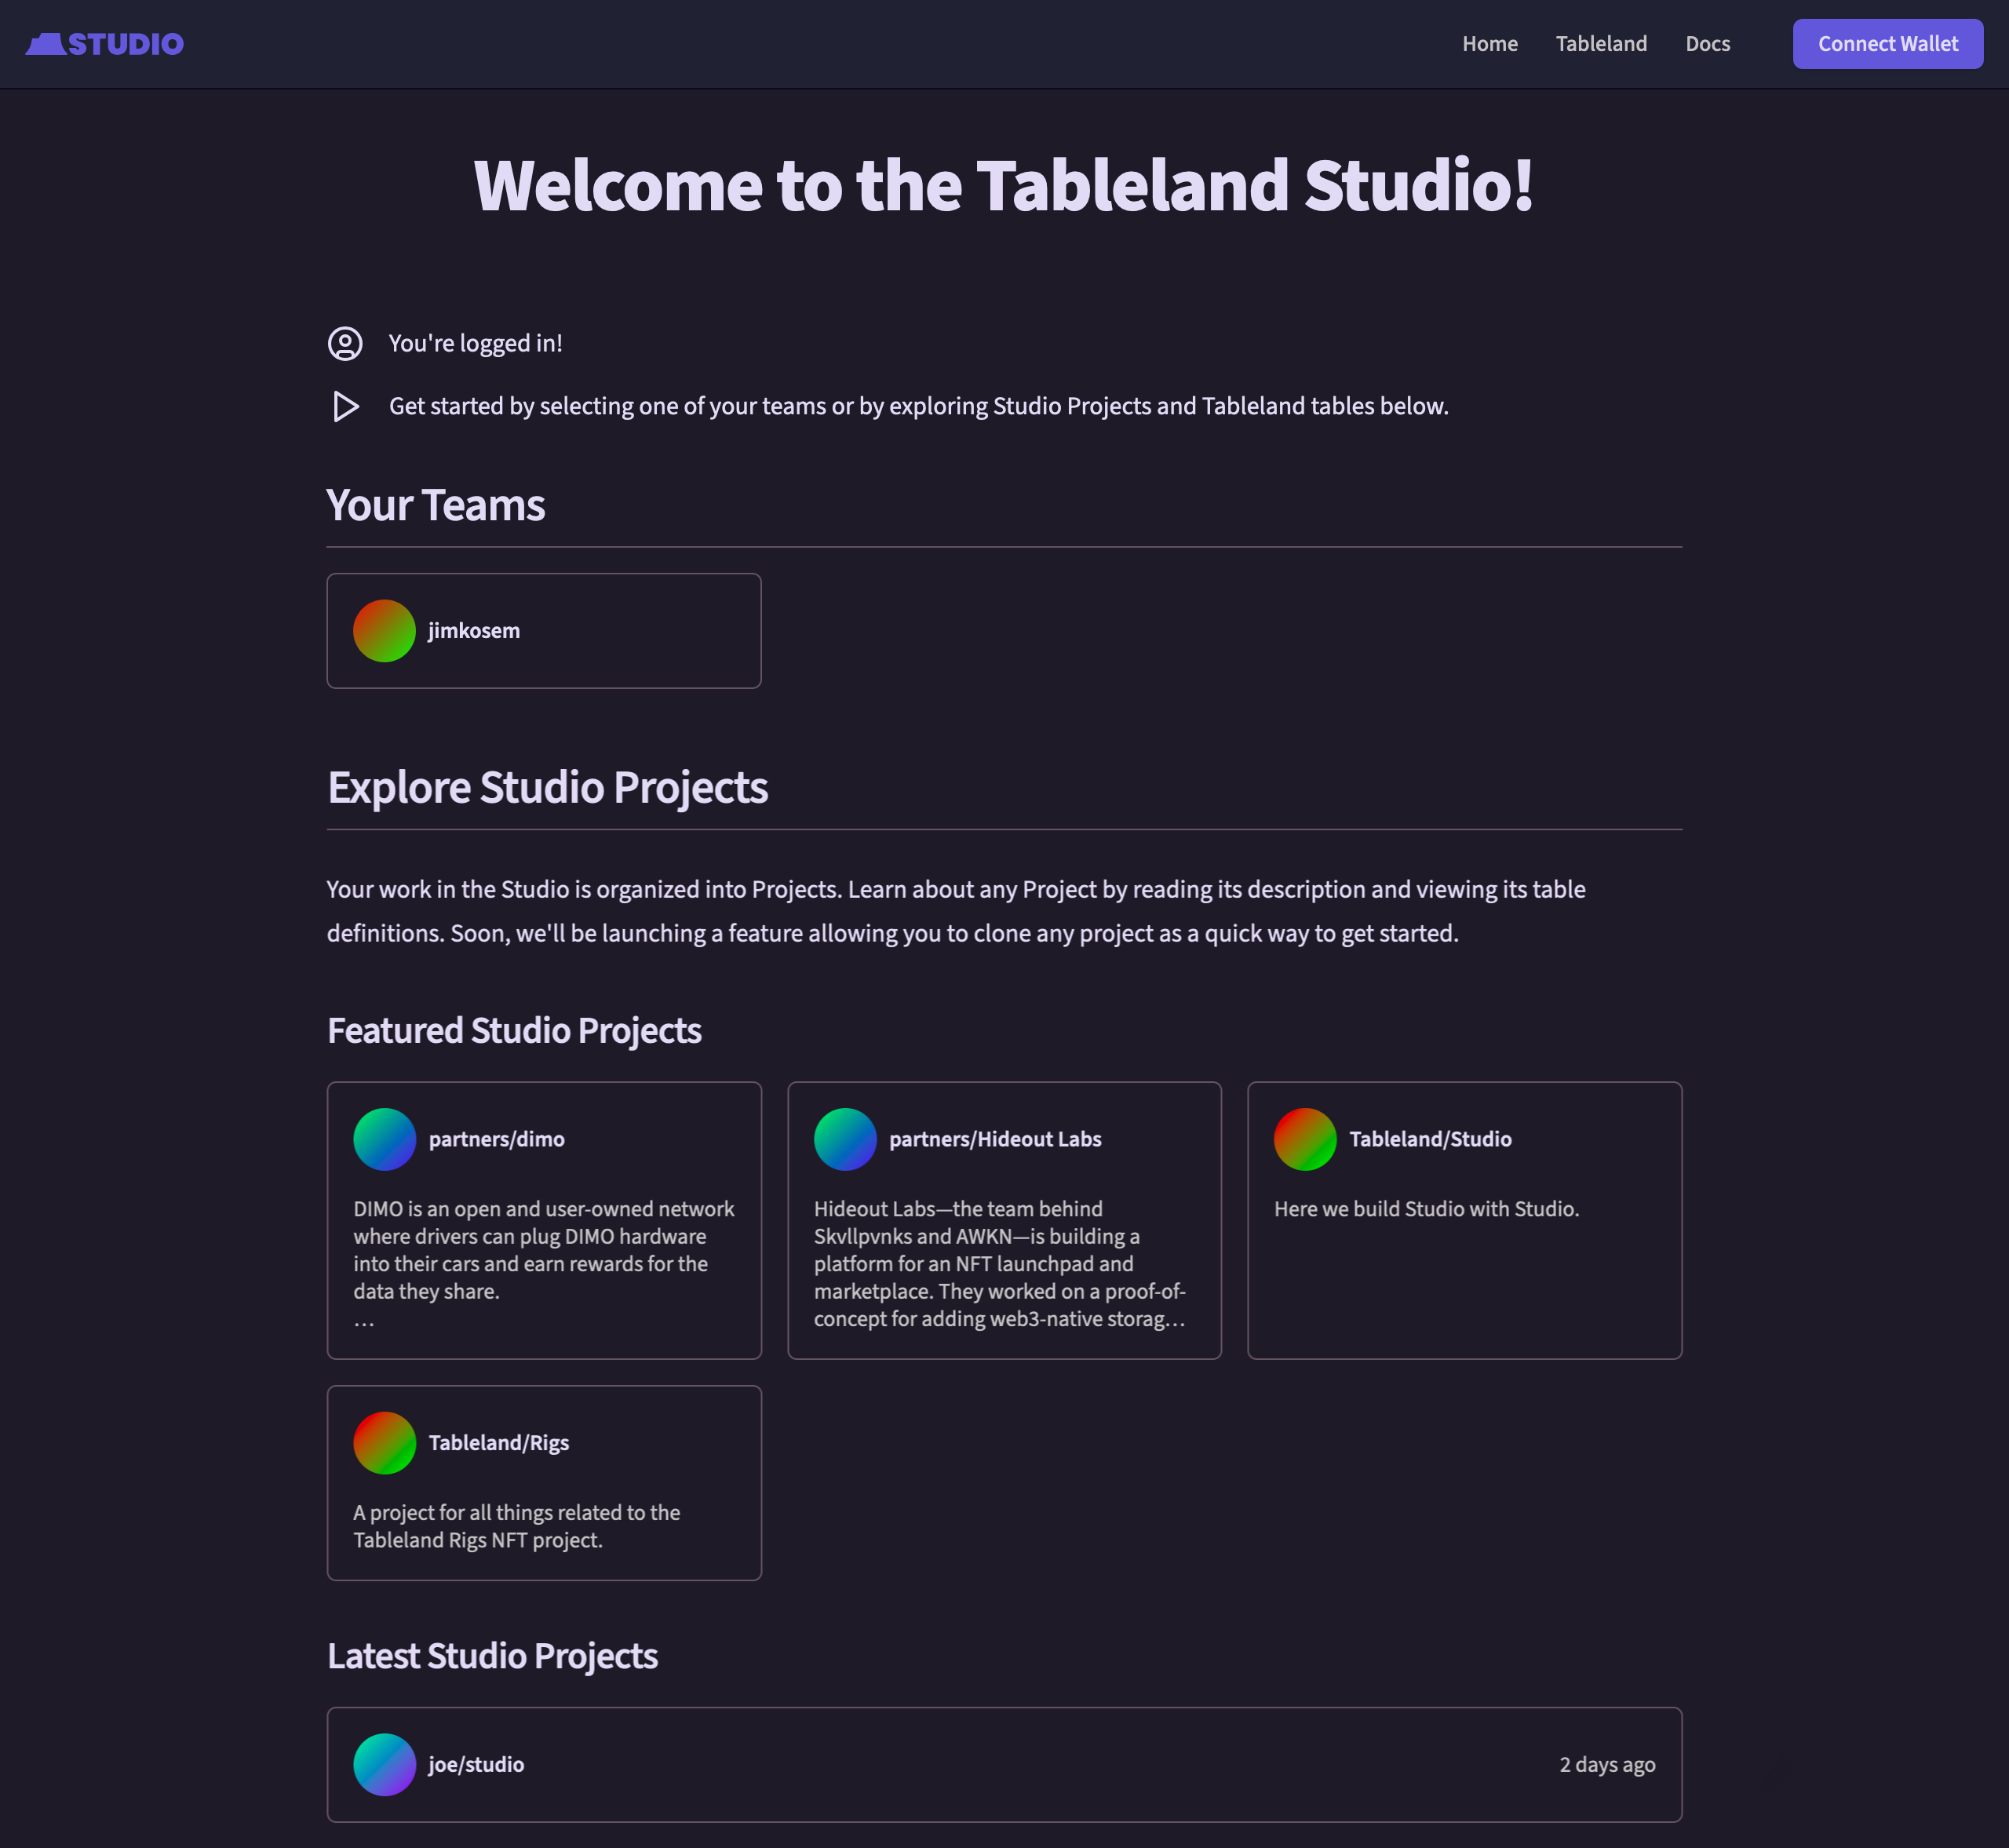 STUDIO
Home
Tableland
Docs
Connect Wallet
Welcome to the Tableland Studio!
You're logged in!
Get started by selecting one of your teams or by exploring Studio Projects and Tableland tables below.
Your Teams
jimkosem
Explore Studio Projects
Your work in the Studio is organized into Projects. Learn about any Project by reading its description and viewing its table
definitions. Soon, we'll be launching a feature allowing you to clone any project as a quick way to get started.
Featured Studio Projects
partners/dimo
DIMO is an open and user-owned network
where drivers can plug DIMO hardware
into their cars and earn rewards for the
data they share.
…
partners/Hideout Labs
Hideout Labs—the team behind
Skvllpvnks and AWKN—is building a
platform for an NFT launchpad and
marketplace. They worked on a proof-of-
concept for adding web3-native storag…
Tableland/Studio
Here we build Studio with Studio.
Tableland/Rigs
A project for all things related to the
Tableland Rigs NFT project.
Latest Studio Projects
joe/studio
2 days ago